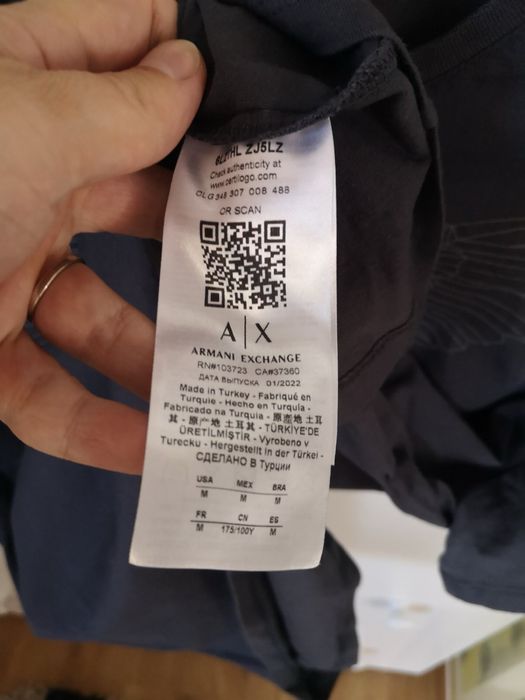 ZJ5LZ
Check authenticity at
www.certilogo.com
CLG 348 307 008 488
OR SCAN
A|X
ARMANI EXCHANGE
RN#103723 CA#37360
ДАТА ВЫПУСКА 01/2022
Made in Turkey - Fabriqué en
Turquie - Hecho en Turquia -
Fabricado na Turquia - 原産地 土耳
其 - 原产地 土耳其 - TÜRKİYE'DE
ÜRETİLMİŞTİR - Vyrobeno v
Turecku - Hergestellt in der Türkei -
СДЕЛАНО В Турции
USA MEX BRA
M M M
FR CN ES
M 175/100Y M